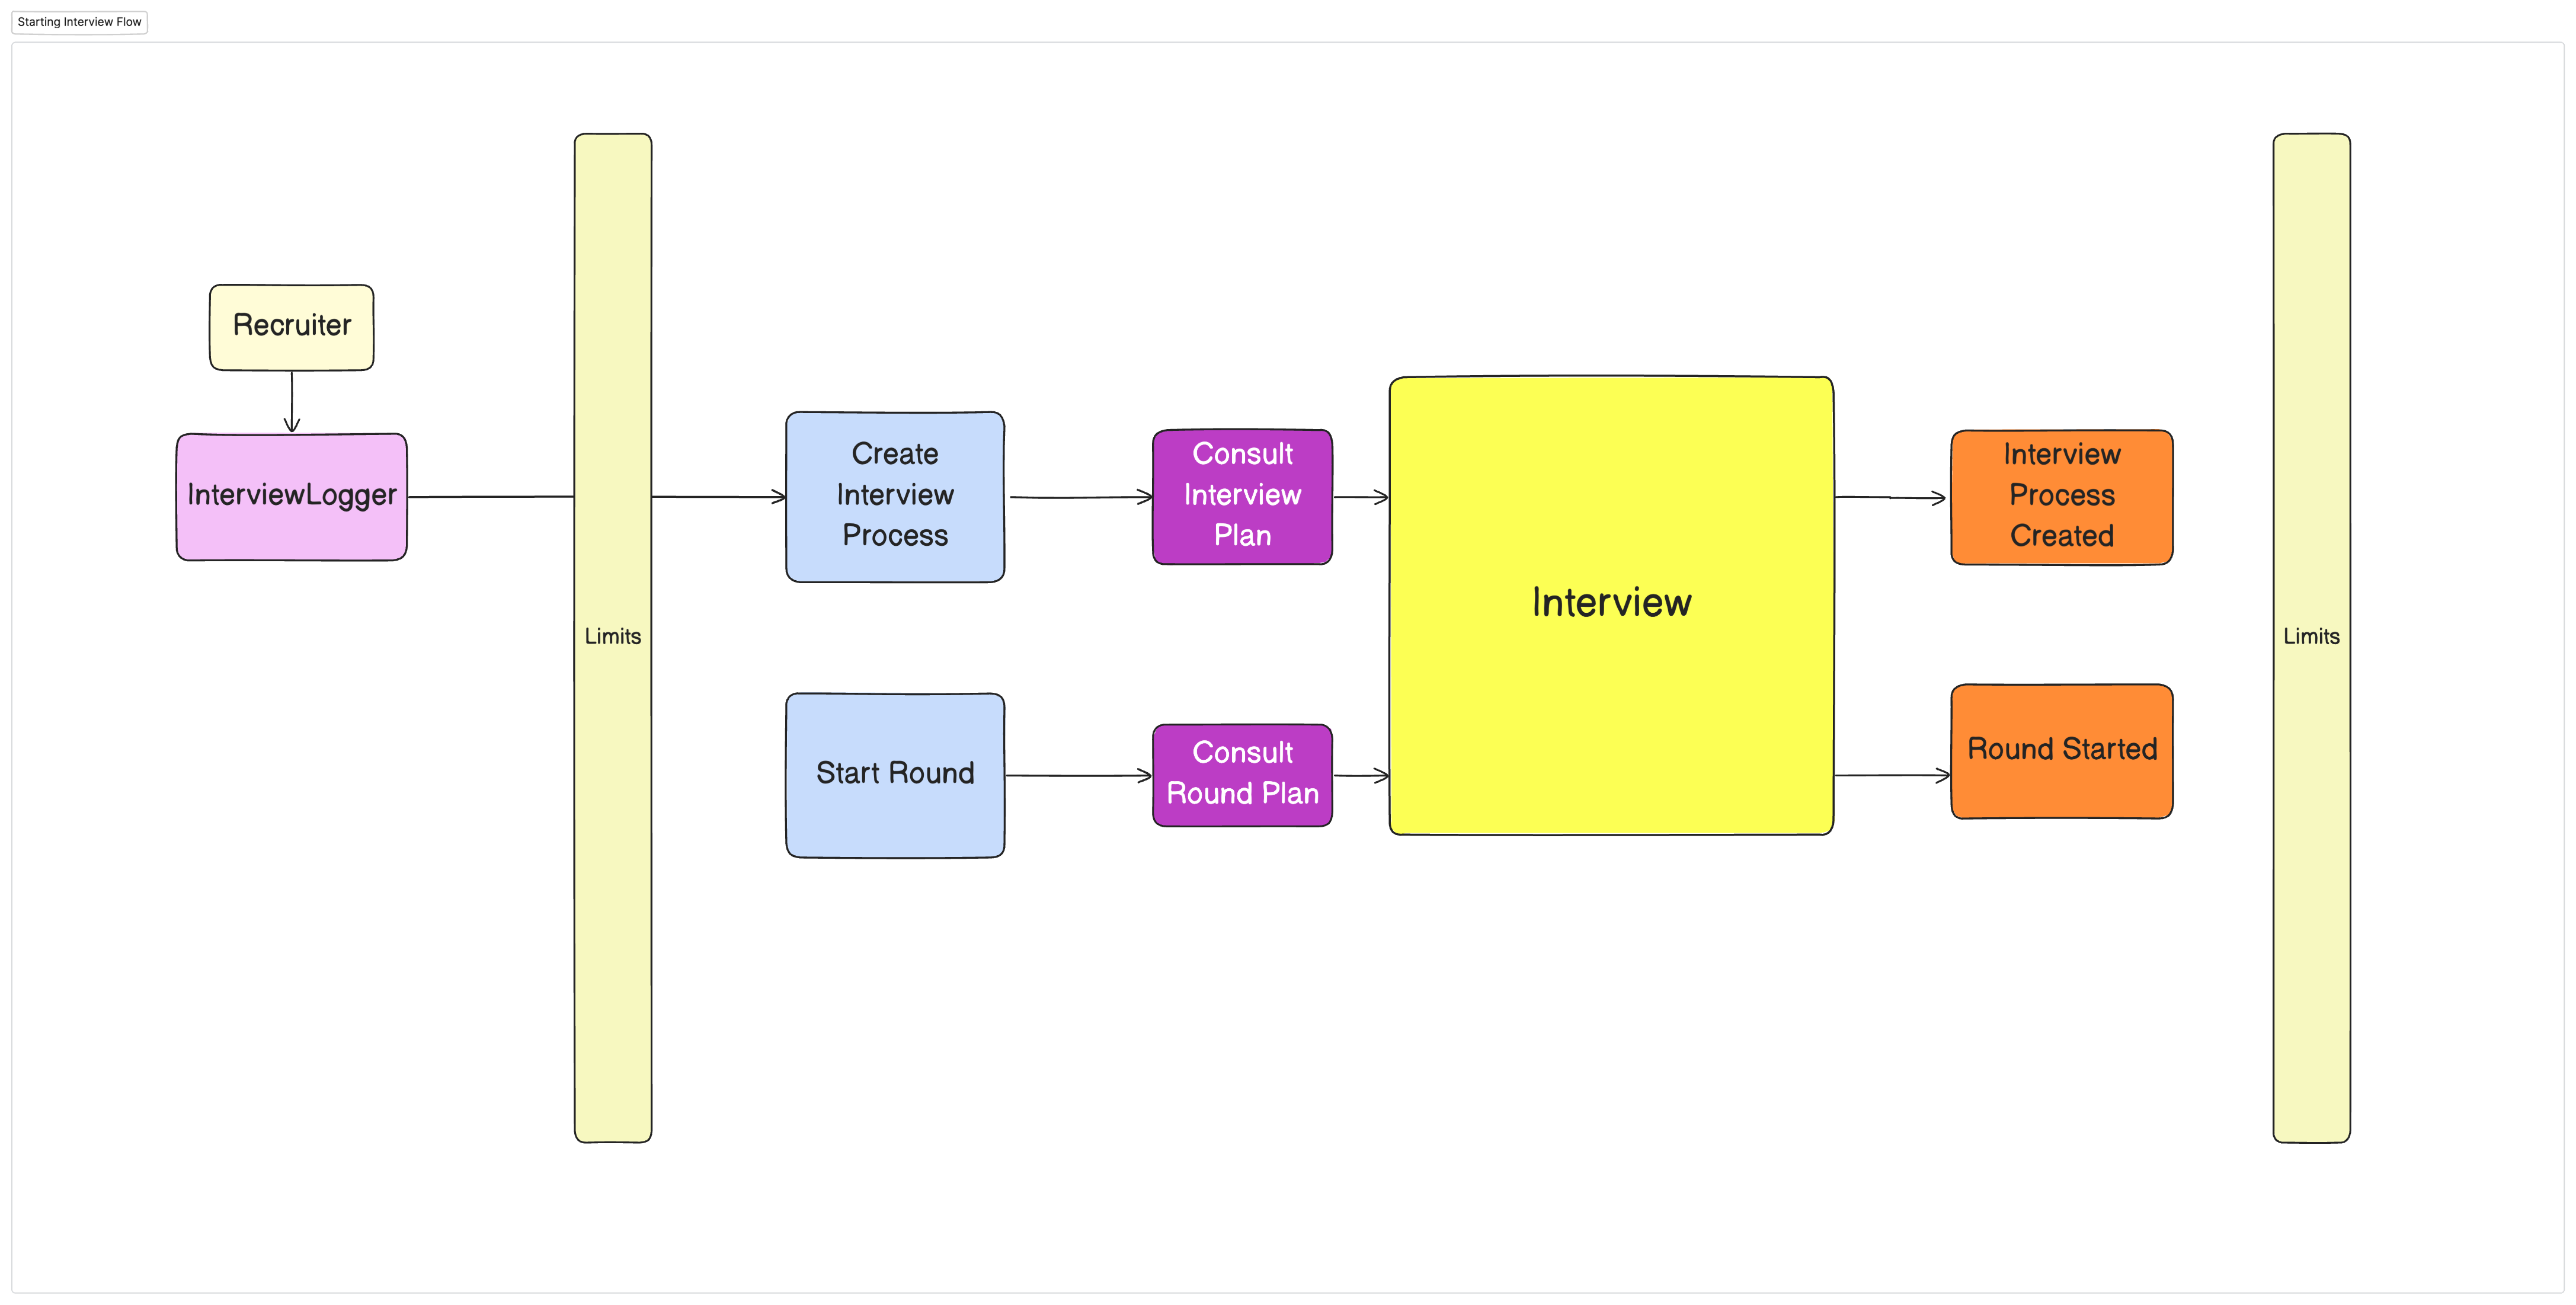 Starting Interview Flow
Recruiter
InterviewLogger
Limits
Create
Interview
Process
Consult
Interview
Plan
Start Round
Consult
Round Plan
Interview
Interview
Process
Created
Round Started
Limits